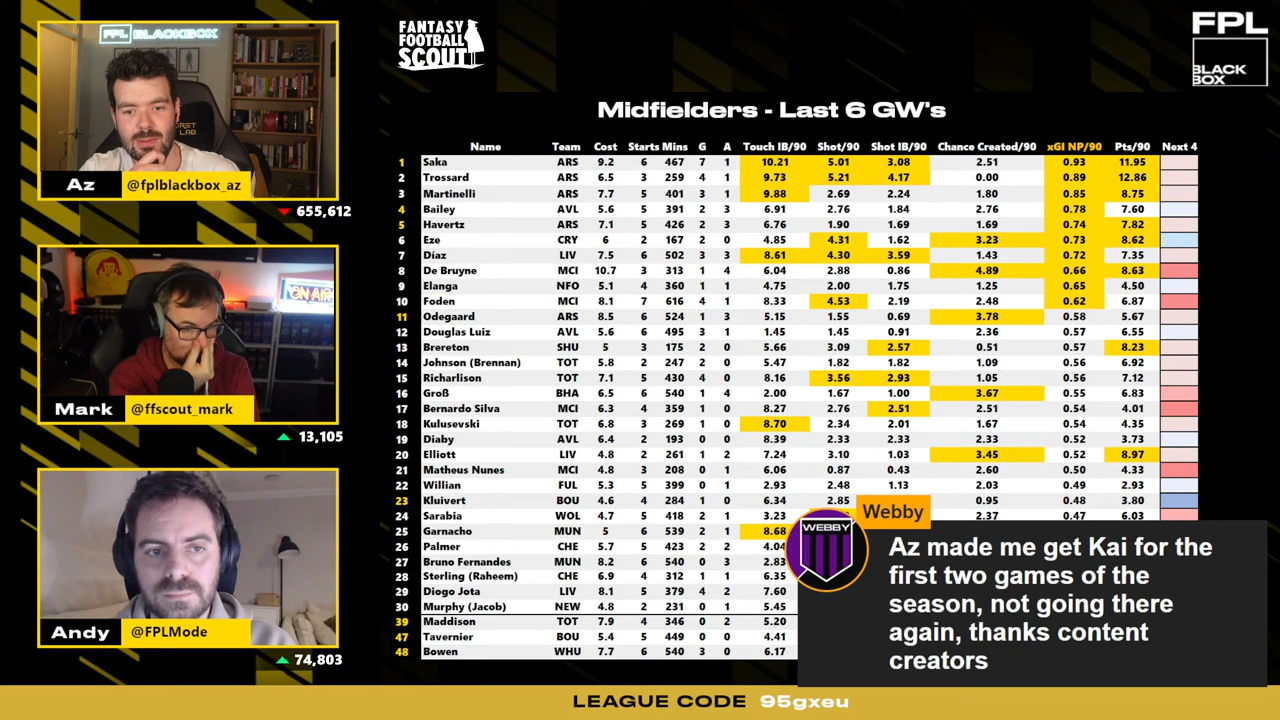 FPL BLACKBOX
SECRET LAB
Az @fplblackbox_az
655,612
ON AIR
Mark @ffscout_mark
13,105
Andy @FPLMode
74,803
FANTASY
FOOTBALL
SCOUT
FPL
BLACK
BOX
Midfielders - Last 6 GW's
Name Team Cost Starts Mins G A Touch IB/90 Shot/90 Shot IB/90 Chance Created/90 xGI NP/90 Pts/90 Next 4
1 Saka ARS 9.2 6 467 7 1 10.21 5.01 3.08 2.51 0.93 11.95
2 Trossard ARS 6.5 3 259 4 1 9.73 5.21 4.17 0.00 0.89 12.86
3 Martinelli ARS 7.7 5 401 3 1 9.88 2.69 2.24 1.80 0.85 8.75
4 Bailey AVL 5.6 5 391 2 3 6.91 2.76 1.84 2.76 0.78 7.60
5 Havertz ARS 7.1 5 426 2 3 6.76 1.90 1.69 1.69 0.74 7.82
6 Eze CRY 6 2 167 2 0 4.85 4.31 1.62 3.23 0.73 8.62
7 Díaz LIV 7.5 6 502 3 3 8.61 4.30 3.59 1.43 0.72 7.35
8 De Bruyne MCI 10.7 3 313 1 4 6.04 2.88 0.86 4.89 0.66 8.63
9 Elanga NFO 5.1 4 360 1 1 4.75 2.00 1.75 1.25 0.65 4.50
10 Foden MCI 8.1 7 616 4 1 8.33 4.53 2.19 2.48 0.62 6.87
11 Odegaard ARS 8.5 6 524 1 3 5.15 1.55 0.69 3.78 0.58 5.67
12 Douglas Luiz AVL 5.6 6 495 3 1 1.45 1.45 0.91 2.36 0.57 6.55
13 Brereton SHU 5 3 175 2 0 5.66 3.09 2.57 0.51 0.57 8.23
14 Johnson (Brennan) TOT 5.8 2 247 2 0 5.47 1.82 1.82 1.09 0.56 6.92
15 Richarlison TOT 7.1 5 430 4 0 8.16 3.56 2.93 1.05 0.56 7.12
16 Groß BHA 6.5 6 540 1 4 2.00 1.67 1.00 3.67 0.55 6.83
17 Bernardo Silva MCI 6.3 4 359 1 0 8.27 2.76 2.51 2.51 0.54 4.01
18 Kulusevski TOT 6.8 3 269 1 0 8.70 2.34 2.01 1.67 0.54 4.35
19 Diaby AVL 6.4 2 193 0 0 8.39 2.33 2.33 2.33 0.52 3.73
20 Elliott LIV 4.8 2 261 1 2 7.24 3.10 1.03 3.45 0.52 8.97
21 Matheus Nunes MCI 4.8 3 208 0 1 6.06 0.87 0.43 2.60 0.50 4.33
22 Willian FUL 5.3 5 399 0 1 2.93 2.48 1.13 2.03 0.49 2.93
23 Kluivert BOU 4.6 4 284 1 0 6.34 2.85 0.95 0.48 3.80
24 Sarabia WOL 4.7 5 418 2 1 3.23 2.37 0.47 6.03
25 Garnacho MUN 5 6 539 2 1 8.68
26 Palmer CHE 5.7 5 423 2 2 4.04
27 Bruno Fernandes MUN 8.2 6 540 0 3 2.83
28 Sterling (Raheem) CHE 6.9 4 312 1 1 6.35
29 Diogo Jota LIV 8.1 5 379 4 2 7.60
30 Murphy (Jacob) NEW 4.8 2 231 0 1 5.45
39 Maddison TOT 7.9 4 346 0 2 5.20
47 Tavernier BOU 5.4 5 449 0 0 4.41
48 Bowen WHU 7.7 6 540 3 0 6.17
Webby
WEBBY
Az made me get Kai for the
first two games of the
season, not going there
again, thanks content
creators
LEAGUE CODE 95gxeu